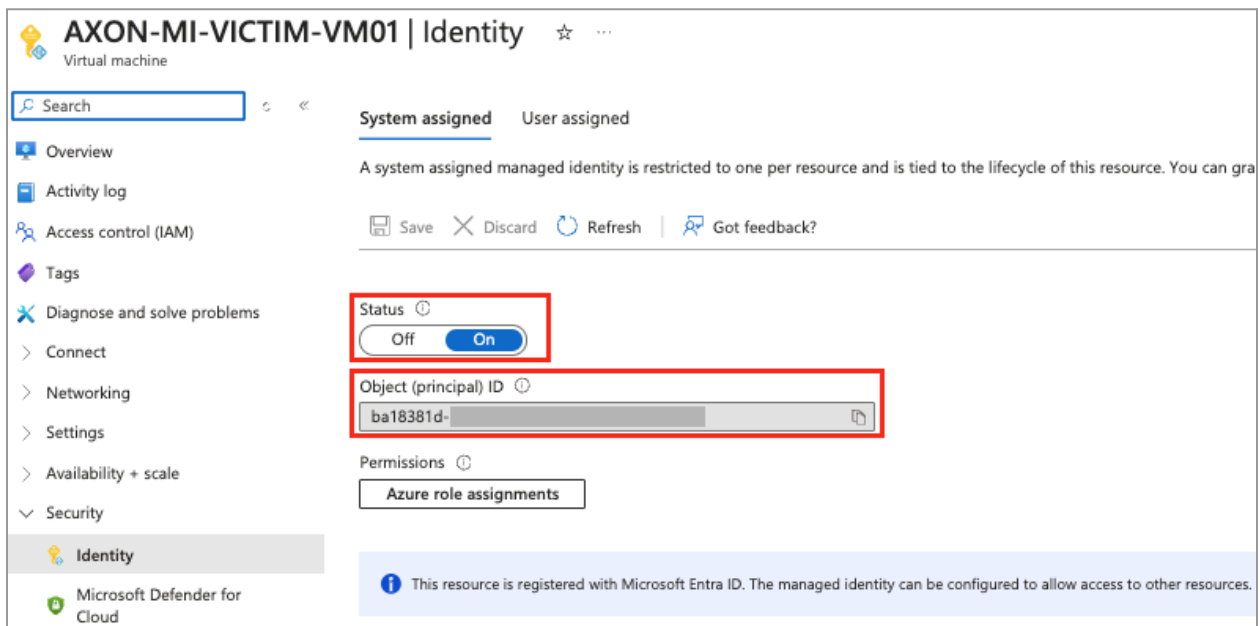 AXON-MI-VICTIM-VM01 | Identity
Virtual machine
Search
Overview
Activity log
Access control (IAM)
Tags
Diagnose and solve problems
Connect
Networking
Settings
Availability + scale
Security
Identity
Microsoft Defender for
Cloud
System assigned User assigned
A system assigned managed identity is restricted to one per resource and is tied to the lifecycle of this resource. You can gra
Save Discard Refresh Got feedback?
Status
Off On
Object (principal) ID
ba18381d-
Permissions
Azure role assignments
This resource is registered with Microsoft Entra ID. The managed identity can be configured to allow access to other resources.